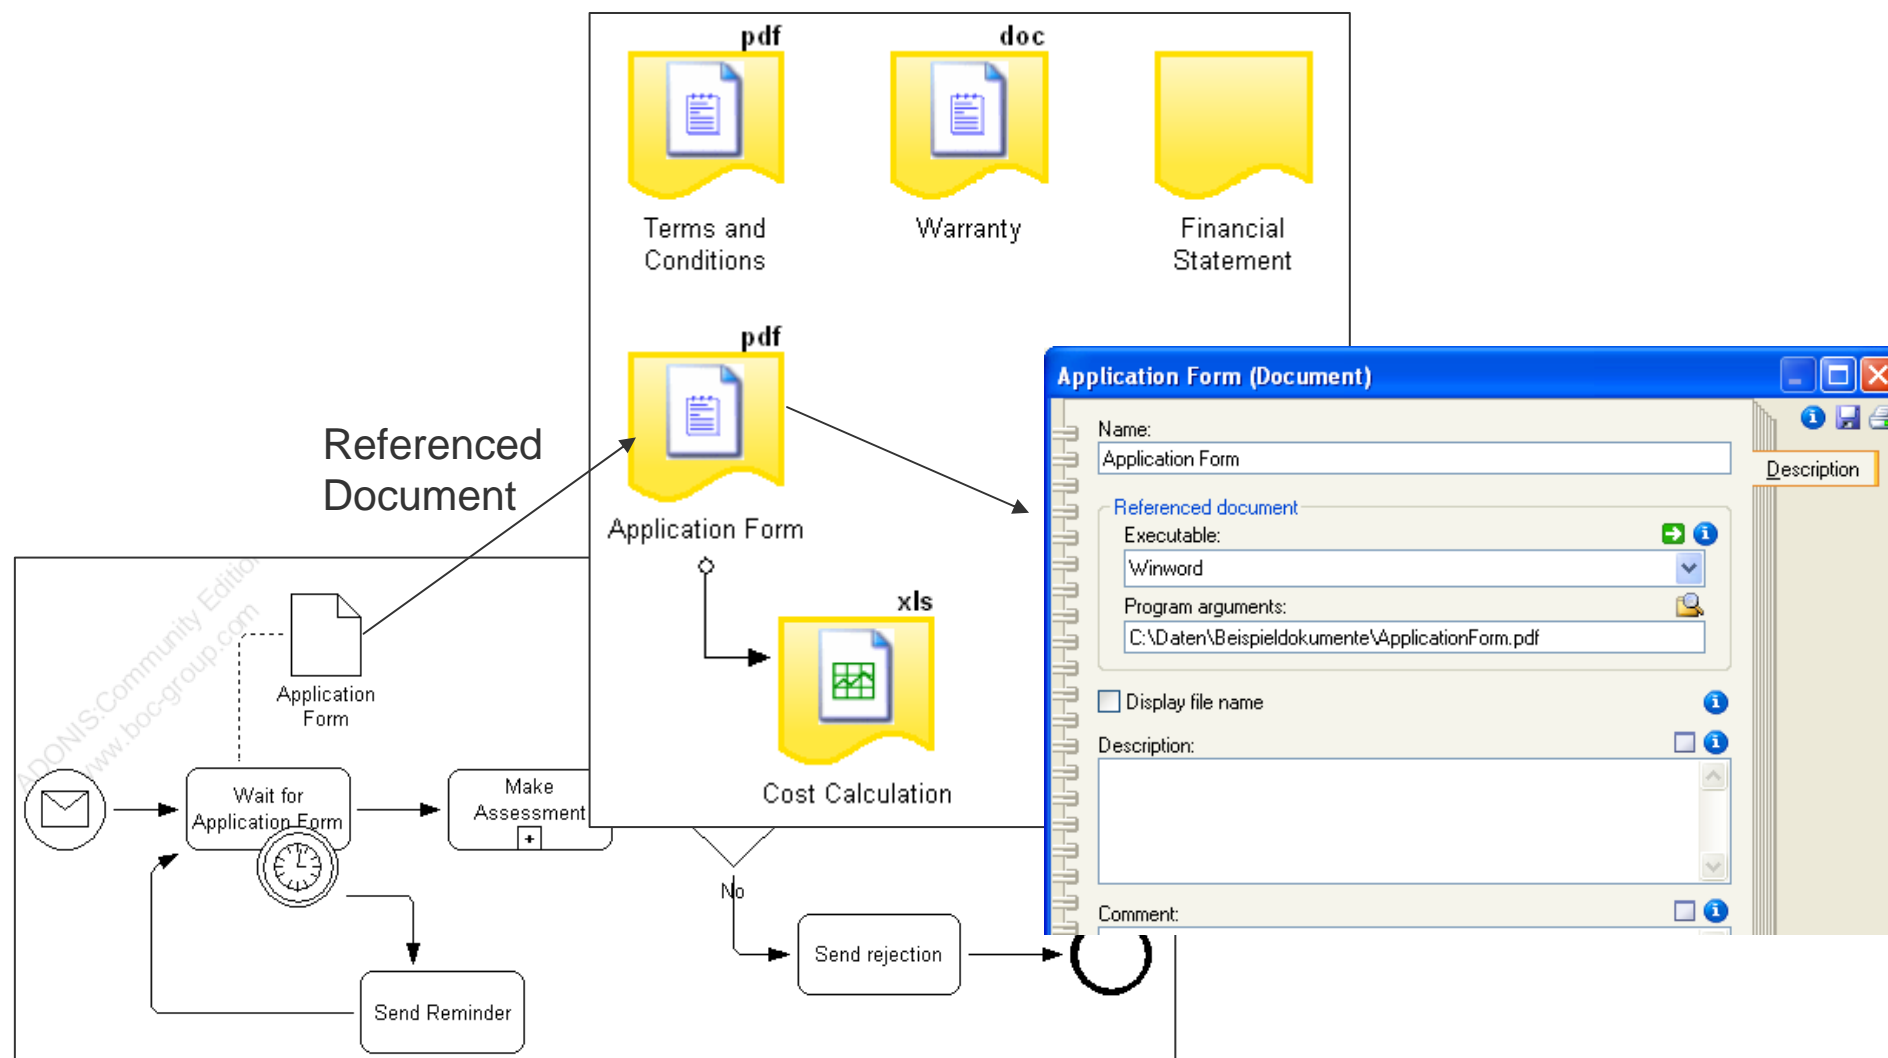 pdf
doc
Terms and
Conditions
Warranty
Financial
Statement
pdf
Application Form
xls
Cost Calculation
Referenced
Document
Application Form (Document)
Name:
Application Form
Description
Referenced document
Executable:
Winword
Program arguments:
C:\Daten\Beispieldokumente\ApplicationForm.pdf
Display file name
Description:
Comment:
ADONIS:Community Edition
www.boc-group.com
Application
Form
Wait for
Application Form
Make
Assessment
No
Send rejection
Send Reminder